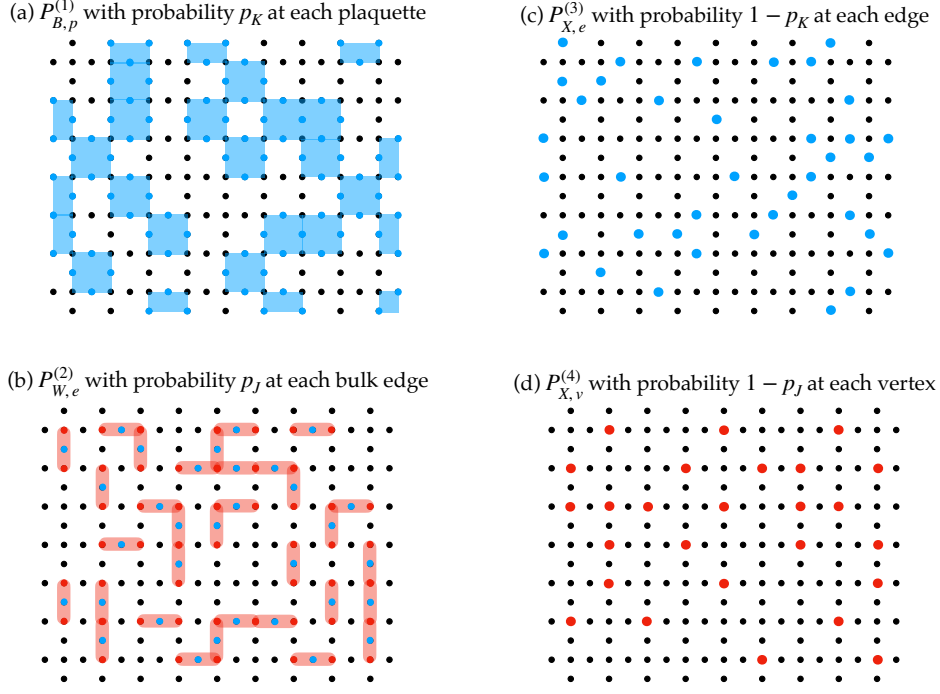 (a) $P_{B,p}^{(1)}$ with probability $p_K$ at each plaquette
(c) $P_{X,e}^{(3)}$ with probability $1 - p_K$ at each edge
(b) $P_{W,e}^{(2)}$ with probability $p_J$ at each bulk edge
(d) $P_{X,v}^{(4)}$ with probability $1 - p_J$ at each vertex